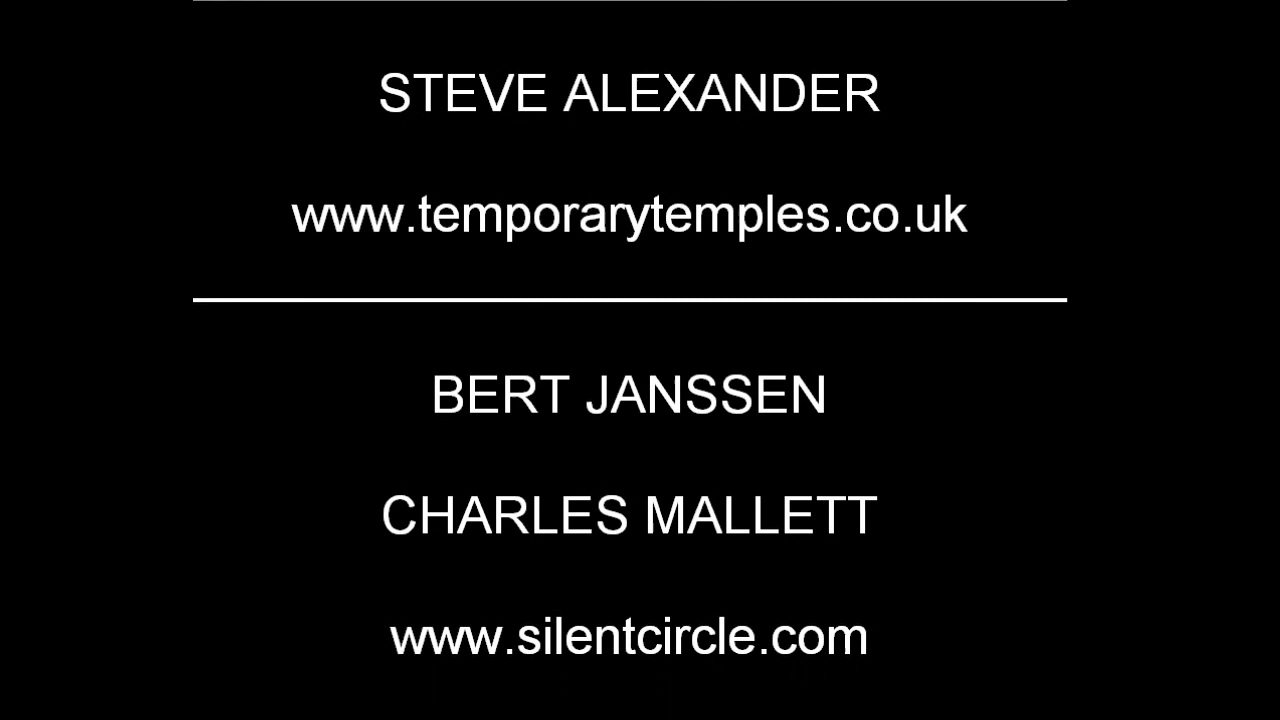 STEVE ALEXANDER
www.temporarytemples.co.uk
BERT JANSSEN
CHARLES MALLETT
www.silentcircle.com